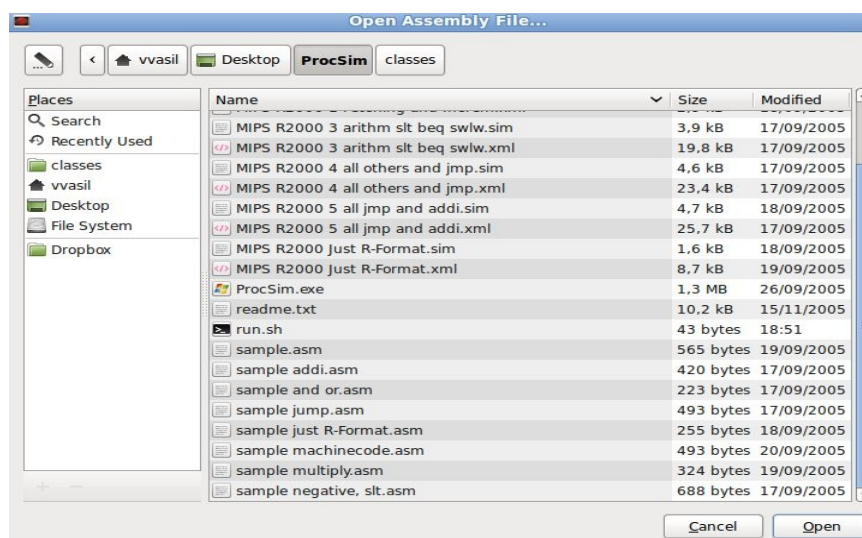 Open Assembly File...
vvasil Desktop ProcSim classes
Places
Search
Recently Used
classes
vvasil
Desktop
File System
Dropbox
Name Size Modified
MIPS R2000 3 arithm slt beq swlw.sim 3,9 kB 17/09/2005
MIPS R2000 3 arithm slt beq swlw.xml 19,8 kB 17/09/2005
MIPS R2000 4 all others and jmp.sim 4,6 kB 17/09/2005
MIPS R2000 4 all others and jmp.xml 23,4 kB 17/09/2005
MIPS R2000 5 all jmp and addi.sim 4,7 kB 18/09/2005
MIPS R2000 5 all jmp and addi.xml 25,7 kB 17/09/2005
MIPS R2000 Just R-Format.sim 1,6 kB 18/09/2005
MIPS R2000 Just R-Format.xml 8,7 kB 19/09/2005
ProcSim.exe 1,3 MB 26/09/2005
readme.txt 10,2 kB 15/11/2005
run.sh 43 bytes 18:51
sample.asm 565 bytes 19/09/2005
sample addi.asm 420 bytes 17/09/2005
sample and or.asm 223 bytes 17/09/2005
sample jump.asm 493 bytes 17/09/2005
sample just R-Format.asm 255 bytes 18/09/2005
sample machinecode.asm 493 bytes 20/09/2005
sample multiply.asm 324 bytes 19/09/2005
sample negative, slt.asm 688 bytes 17/09/2005
Cancel Open